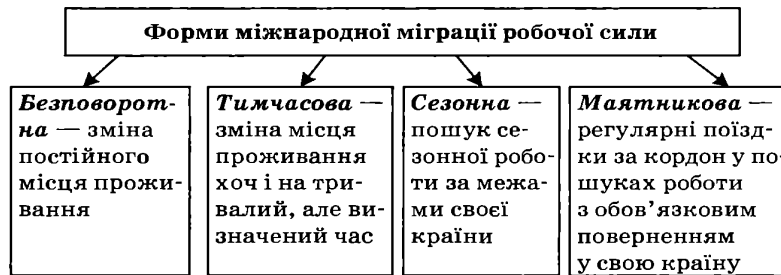 Форми міжнародної міграції робочої сили
Безповорот-
на — зміна
постійного
місця прожи-
вання
Тимчасова —
зміна місця
проживання
хоч і на три-
валий, але ви-
значений час
Сезонна —
пошук се-
зонної робо-
ти за межа-
ми своєї
країни
Маятникова —
регулярні поїзд-
ки за кордон у по-
шуках роботи
з обов’язковим
поверненням
у свою країну